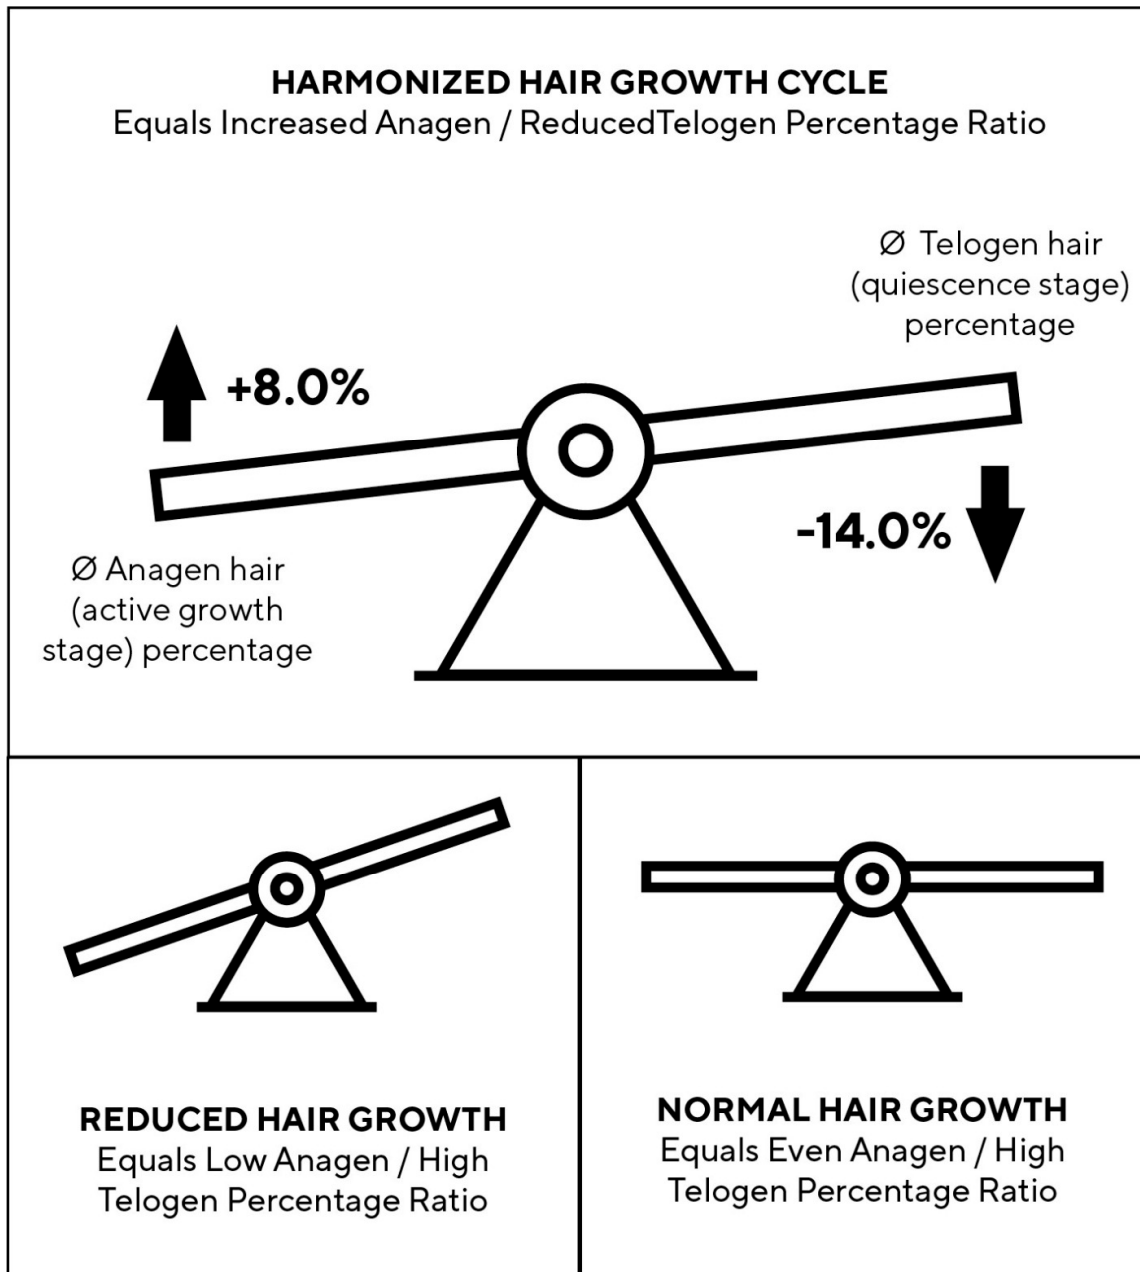 HARMONIZED HAIR GROWTH CYCLE
Equals Increased Anagen / ReducedTelogen Percentage Ratio
Ø Telogen hair
(quiescence stage)
percentage
+8.0%
-14.0%
Ø Anagen hair
(active growth
stage) percentage
REDUCED HAIR GROWTH
Equals Low Anagen / High
Telogen Percentage Ratio
NORMAL HAIR GROWTH
Equals Even Anagen / High
Telogen Percentage Ratio